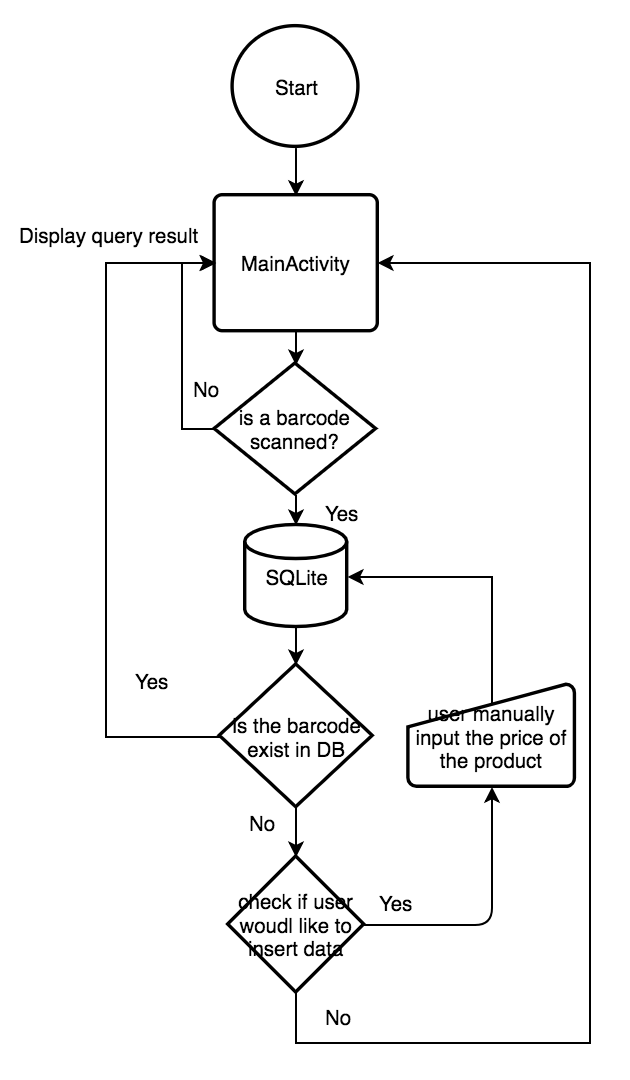 Start
Display query result
MainActivity
No
is a barcode
scanned?
Yes
SQLite
Yes
is the barcode
exist in DB
user manually
input the price of
the product
No
check if user
woudl like to
insert data
Yes
No